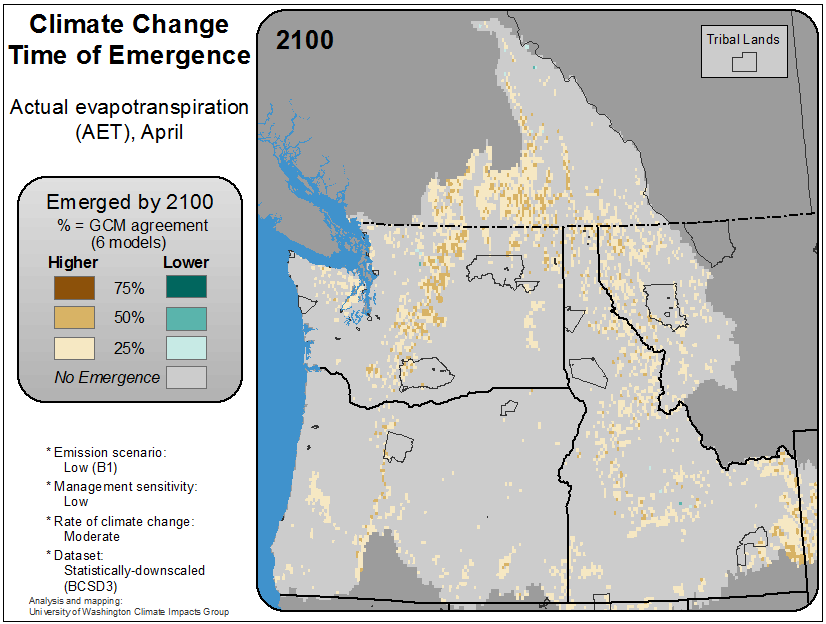 Climate Change
Time of Emergence
Actual evapotranspiration
(AET), April
Emerged by 2100
% = GCM agreement
(6 models)
Higher Lower
75%
50%
25%
No Emergence
* Emission scenario:
Low (B1)
* Management sensitivity:
Low
* Rate of climate change:
Moderate
* Dataset:
Statistically-downscaled
(BCSD3)
Analysis and mapping:
University of Washington Climate Impacts Group
2100
Tribal Lands